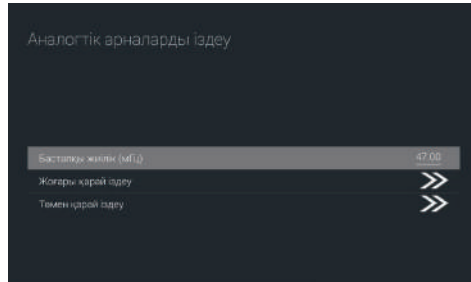 Аналогтік арналарды іздеу
Бастапқы жиілік (мГц) 47.00
Жоғары қарай іздеу
Төмен қарай іздеу